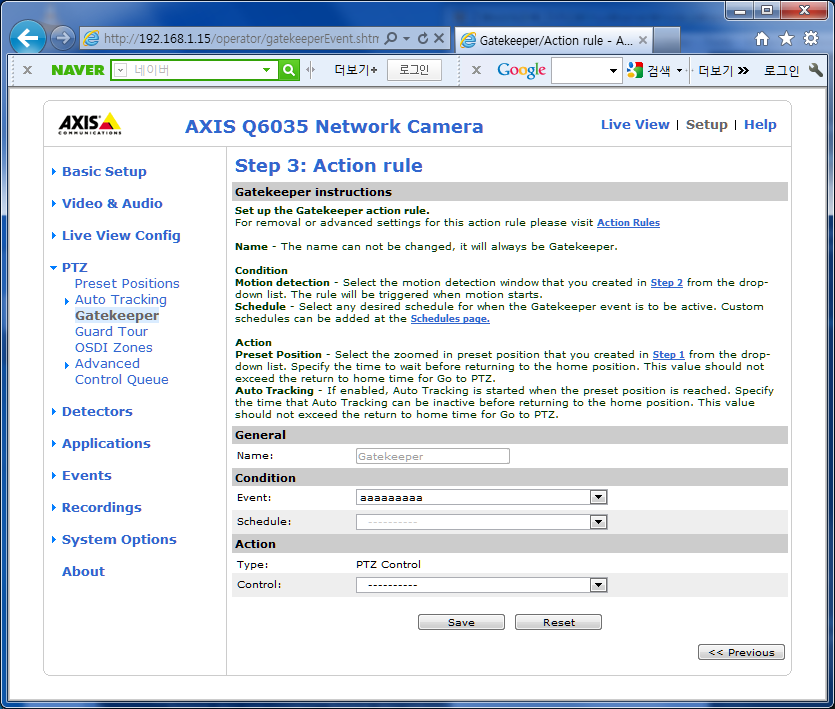 http://192.168.1.15/operator/gatekeeperEvent.shtm
Gatekeeper/Action rule - A...
NAVER 네이버 더보기+ 로그인
Google 검색 더보기 로그인
AXIS COMMUNICATIONS
AXIS Q6035 Network Camera
Live View | Setup | Help
Basic Setup
Video & Audio
Live View Config
PTZ
Preset Positions
Auto Tracking
Gatekeeper
Guard Tour
OSDI Zones
Advanced
Control Queue
Detectors
Applications
Events
Recordings
System Options
About
Step 3: Action rule
Gatekeeper instructions
Set up the Gatekeeper action rule.
For removal or advanced settings for this action rule please visit Action Rules
Name - The name can not be changed, it will always be Gatekeeper.
Condition
Motion detection - Select the motion detection window that you created in Step 2 from the drop-
down list. The rule will be triggered when motion starts.
Schedule - Select any desired schedule for when the Gatekeeper event is to be active. Custom
schedules can be added at the Schedules page.
Action
Preset Position - Select the zoomed in preset position that you created in Step 1 from the drop-
down list. Specify the time to wait before returning to the home position. This value should not
exceed the return to home time for Go to PTZ.
Auto Tracking - If enabled, Auto Tracking is started when the preset position is reached. Specify
the time that Auto Tracking can be inactive before returning to the home position. This value
should not exceed the return to home time for Go to PTZ.
General
Name: Gatekeeper
Condition
Event: aaaaaaaaa
Schedule: ----------
Action
Type: PTZ Control
Control: ----------
Save Reset
<< Previous